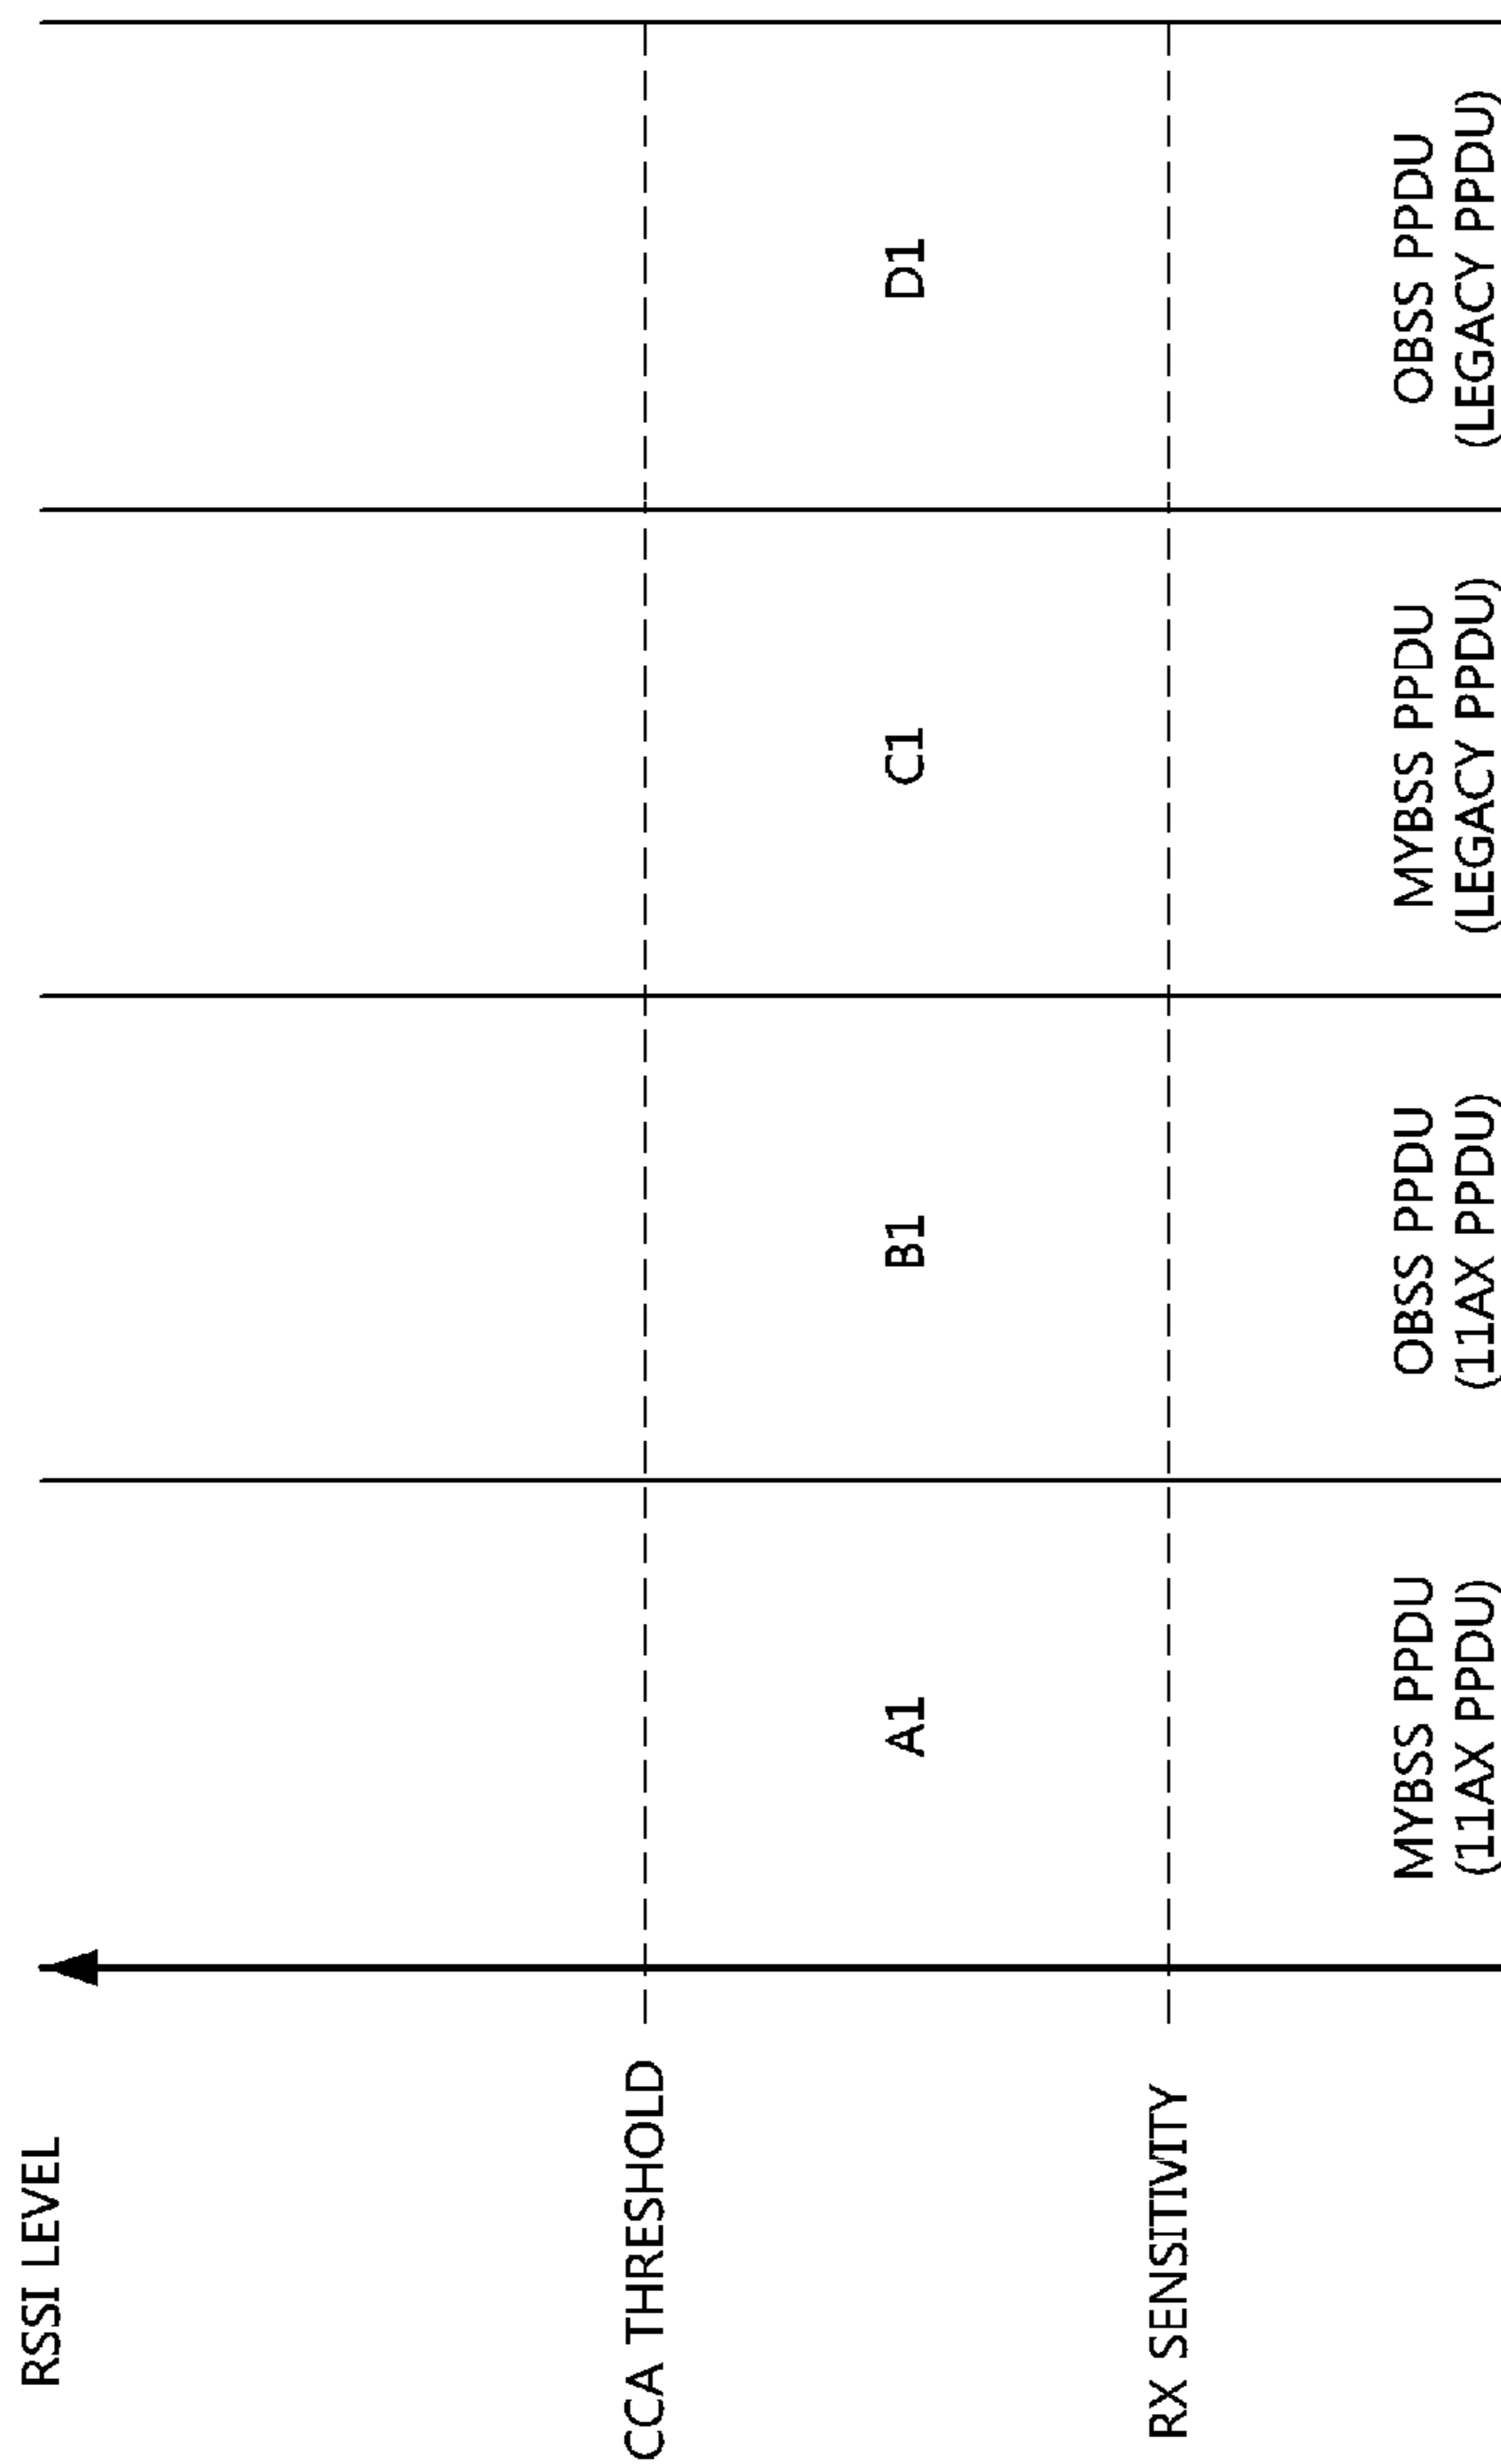 RSSI LEVEL
CCA THRESHOLD
A1
B1
C1
D1
RX SENSITIVITY
MYBSS PPDU
(11AX PPDU)
OBSS PPDU
(11AX PPDU)
MYBSS PPDU
(LEGACY PPDU)
OBSS PPDU
(LEGACY PPDU)